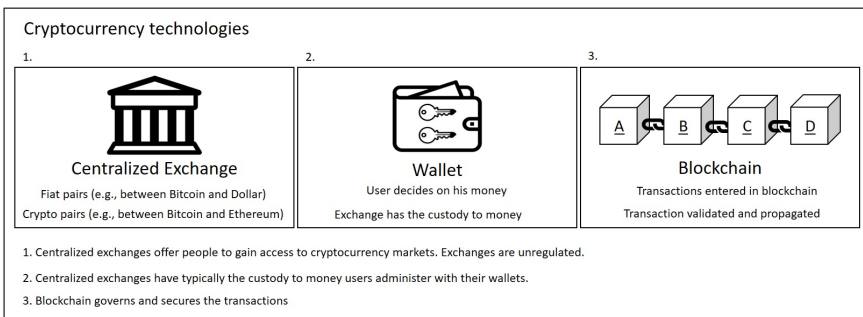 Cryptocurrency technologies
1.
2.
3.
A
B
C
D
Centralized Exchange
Fiat pairs (e.g., between Bitcoin and Dollar)
Crypto pairs (e.g., between Bitcoin and Ethereum)
Wallet
User decides on his money
Exchange has the custody to money
Blockchain
Transactions entered in blockchain
Transaction validated and propagated
1. Centralized exchanges offer people to gain access to cryptocurrency markets. Exchanges are unregulated.
2. Centralized exchanges have typically the custody to money users administer with their wallets.
3. Blockchain governs and secures the transactions